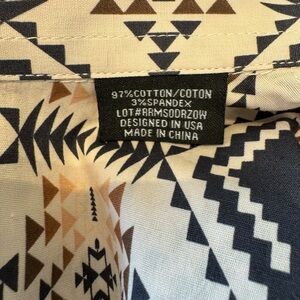 97%COTTON/COTON
3%SPANDEX
LOT#RRMSODRZOW
DESIGNED IN USA
MADE IN CHINA